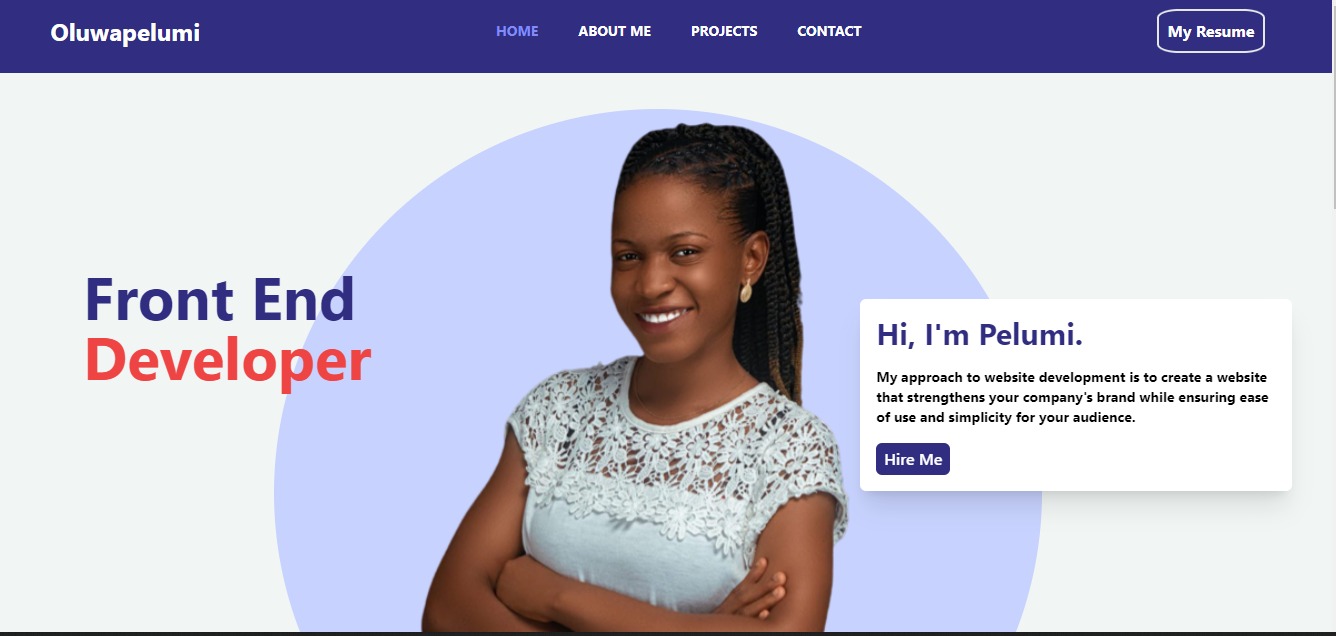 Oluwapelumi
HOME
ABOUT ME
PROJECTS
CONTACT
My Resume
Front End
Developer
Hi, I'm Pelumi.
My approach to website development is to create a website
that strengthens your company's brand while ensuring ease
of use and simplicity for your audience.
Hire Me